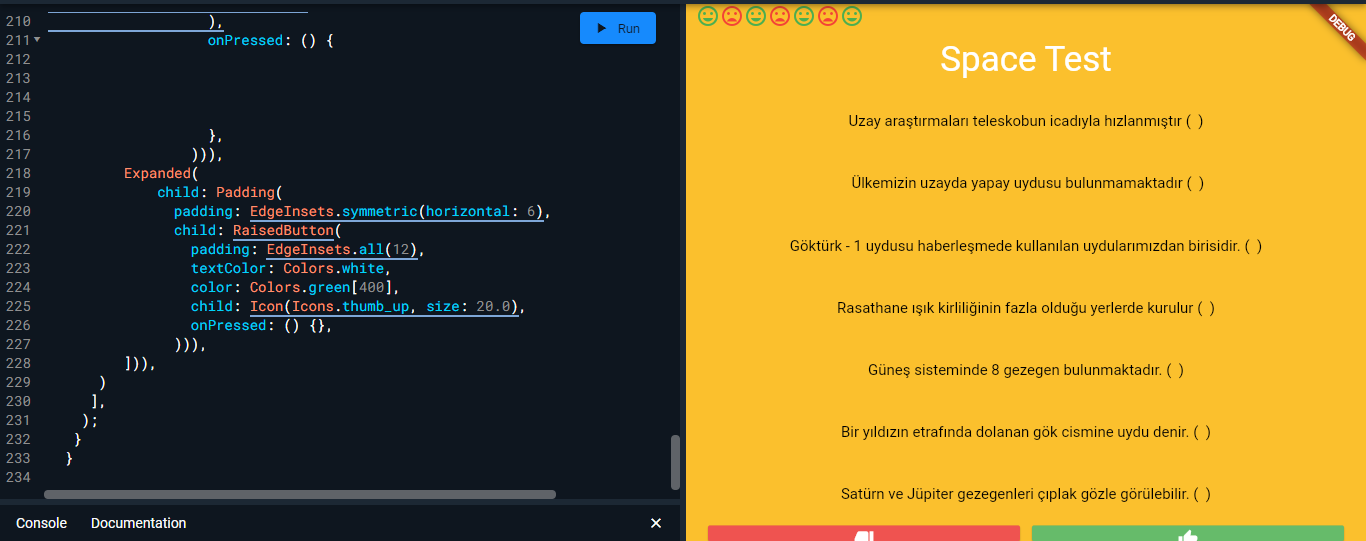 210 ),
211 onPressed: () {
212
213
214
215
216 },
217 ))),
218 Expanded(
219 child: Padding(
220 padding: EdgeInsets.symmetric(horizontal: 6),
221 child: RaisedButton(
222 padding: EdgeInsets.all(12),
223 textColor: Colors.white,
224 color: Colors.green[400],
225 child: Icon(Icons.thumb_up, size: 20.0),
226 onPressed: () {},
227 ))),
228 ])),
229 )
230 ],
231 );
232 }
233 }
234
Run
Console Documentation
DEBUG
Space Test
Uzay araştırmaları teleskobun icadıyla hızlanmıştır ( )
Ülkemizin uzayda yapay uydusu bulunmamaktadır ( )
Göktürk - 1 uydusu haberleşmede kullanılan uydularımızdan birisidir. ( )
Rasathane ışık kirliliğinin fazla olduğu yerlerde kurulur ( )
Güneş sisteminde 8 gezegen bulunmaktadır. ( )
Bir yıldızın etrafında dolanan gök cismine uydu denir. ( )
Satürn ve Jüpiter gezegenleri çıplak gözle görülebilir. ( )